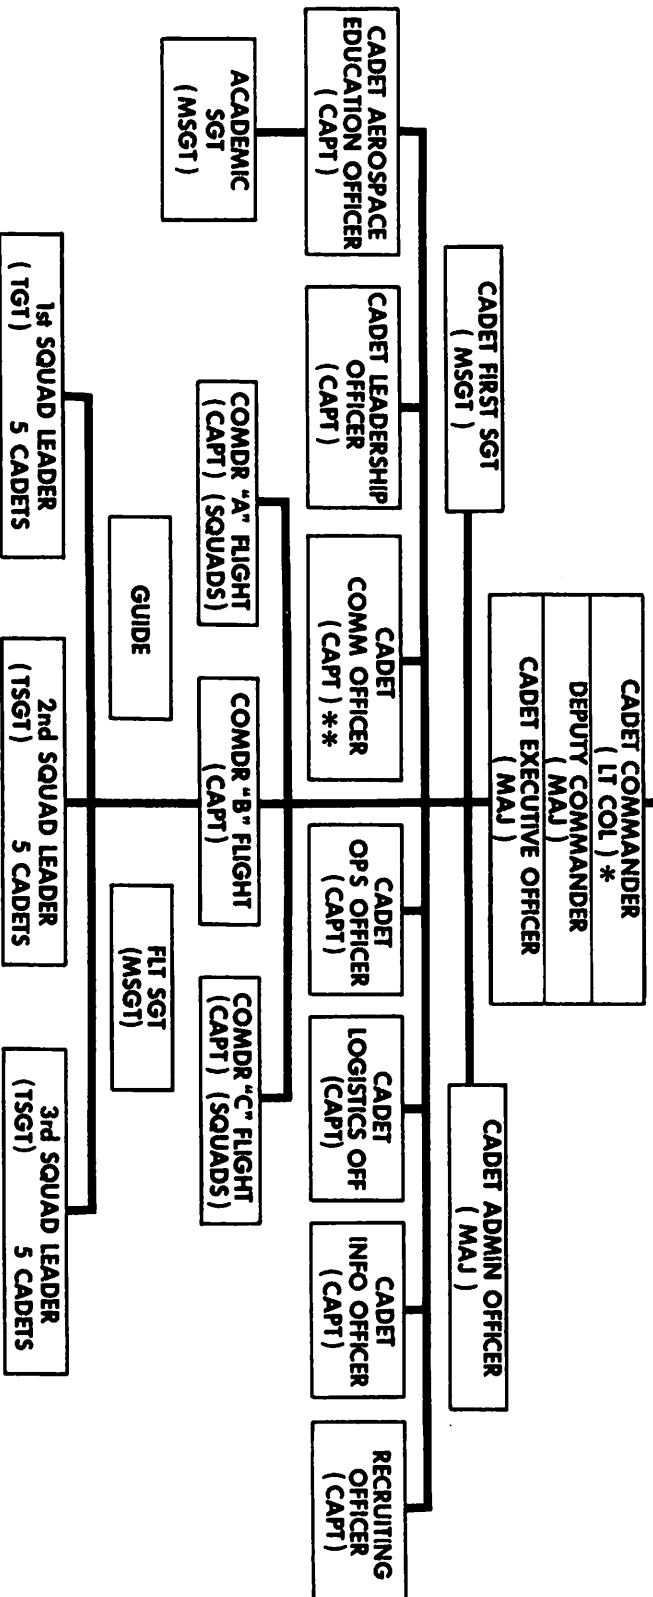 CADET COMMANDER
( LT COL ) *
DEPUTY COMMANDER
( MAJ )
CADET EXECUTIVE OFFICER
( MAJ )
CADET FIRST SGT
( MSGT )
CADET ADMIN OFFICER
( MAJ )
CADET AEROSPACE
EDUCATION OFFICER
( CAPT )
CADET LEADERSHIP
OFFICER
( CAPT )
CADET
COMM OFFICER
( CAPT ) **
CADET
OPS OFFICER
(CAPT)
CADET
LOGISTICS OFF
(CAPT)
CADET
INFO OFFICER
(CAPT)
RECRUITING
OFFICER
(CAPT)
ACADEMIC
SGT
(MSGT)
COMDR "A" FLIGHT
(CAPT) (SQUADS)
COMDR "B" FLIGHT
(CAPT)
COMDR "C" FLIGHT
(CAPT) (SQUADS)
GUIDE
FLT SGT
(MSGT)
1st SQUAD LEADER
( TGT) 5 CADETS
2nd SQUAD LEADER
(TSGT) 5 CADETS
3rd SQUAD LEADER
(TSGT) 5 CADETS